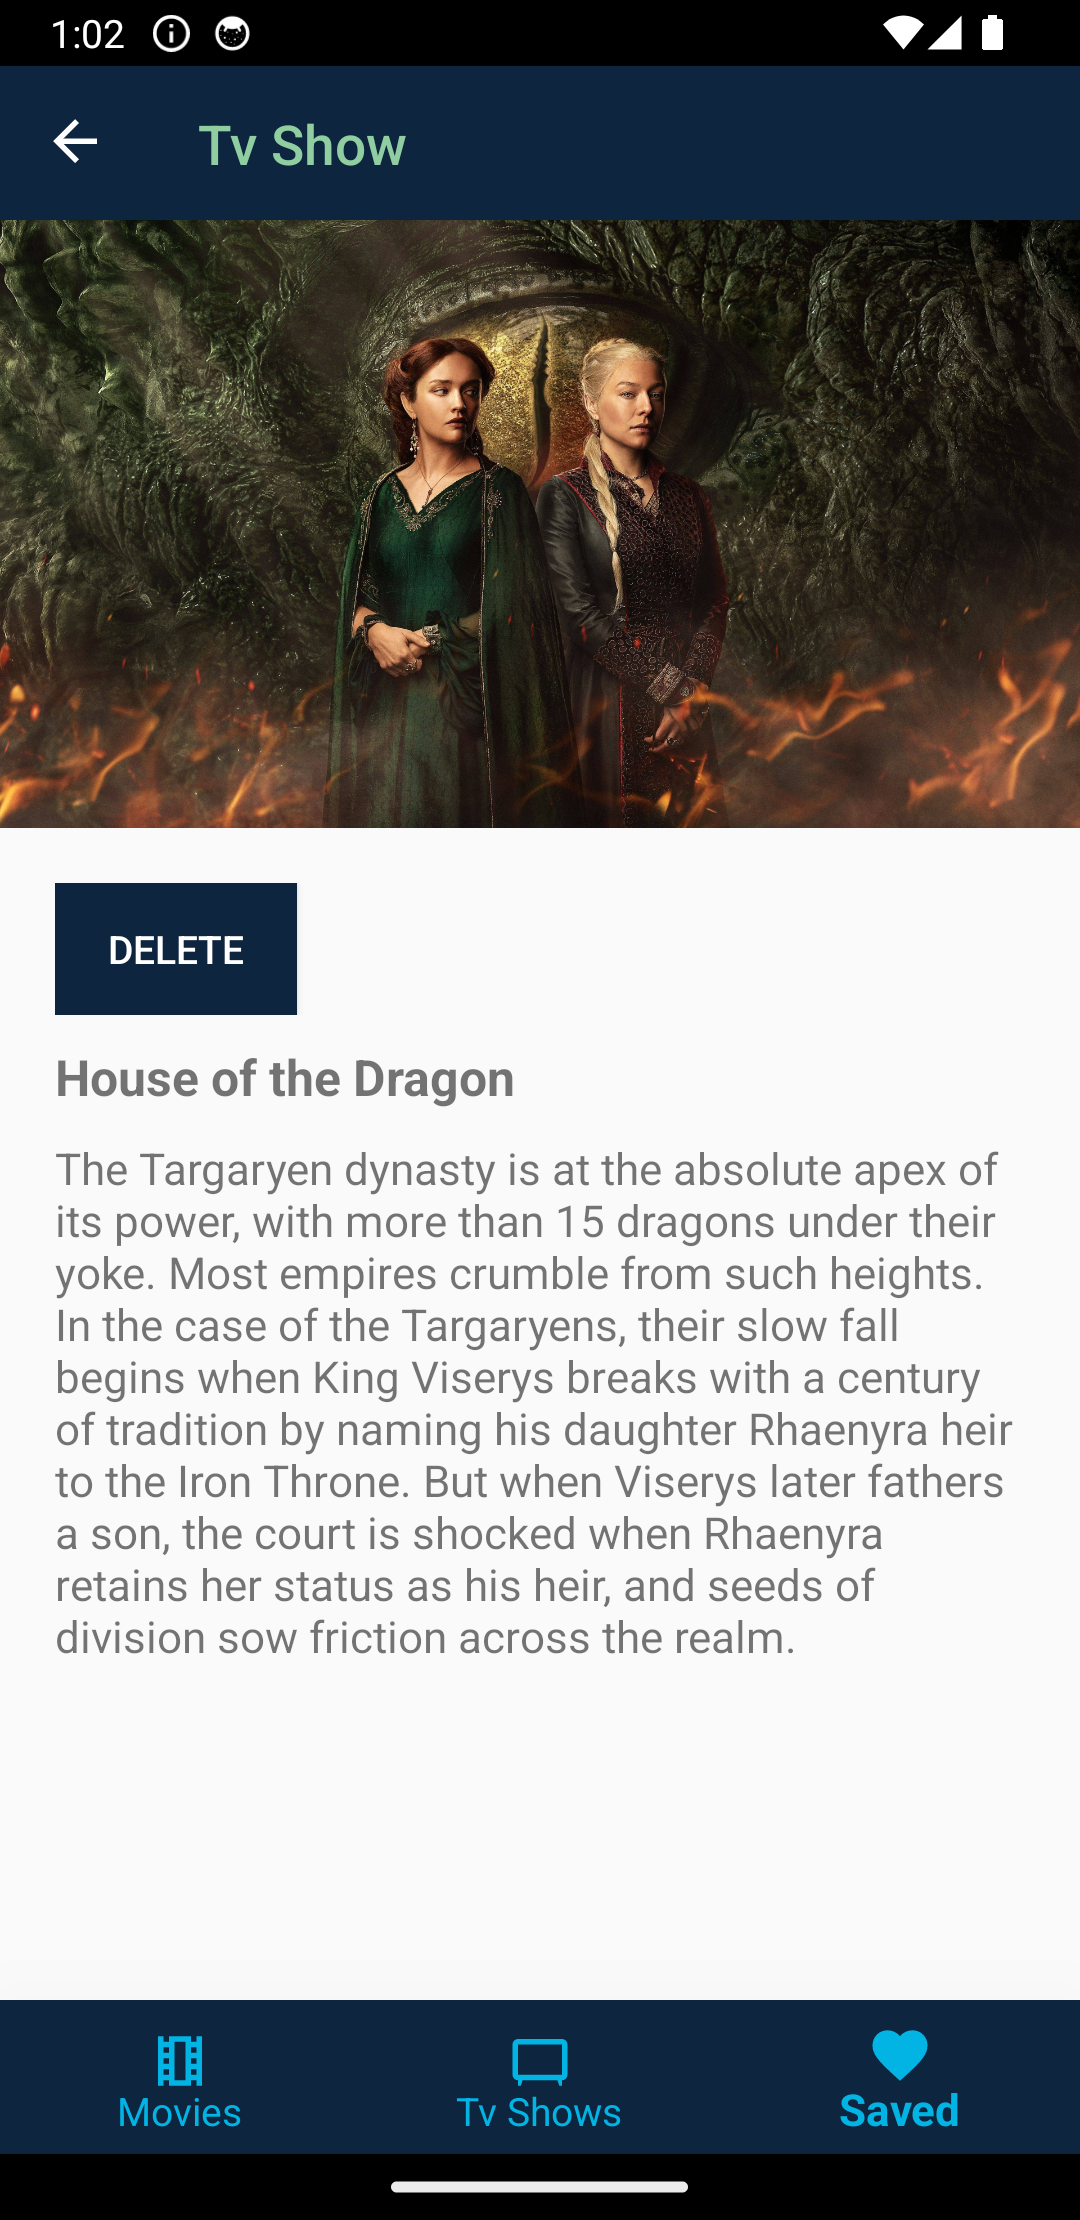 1:02
Tv Show
DELETE
House of the Dragon
The Targaryen dynasty is at the absolute apex of
its power, with more than 15 dragons under their
yoke. Most empires crumble from such heights.
In the case of the Targaryens, their slow fall
begins when King Viserys breaks with a century
of tradition by naming his daughter Rhaenyra heir
to the Iron Throne. But when Viserys later fathers
a son, the court is shocked when Rhaenyra
retains her status as his heir, and seeds of
division sow friction across the realm.
Movies
Tv Shows
Saved